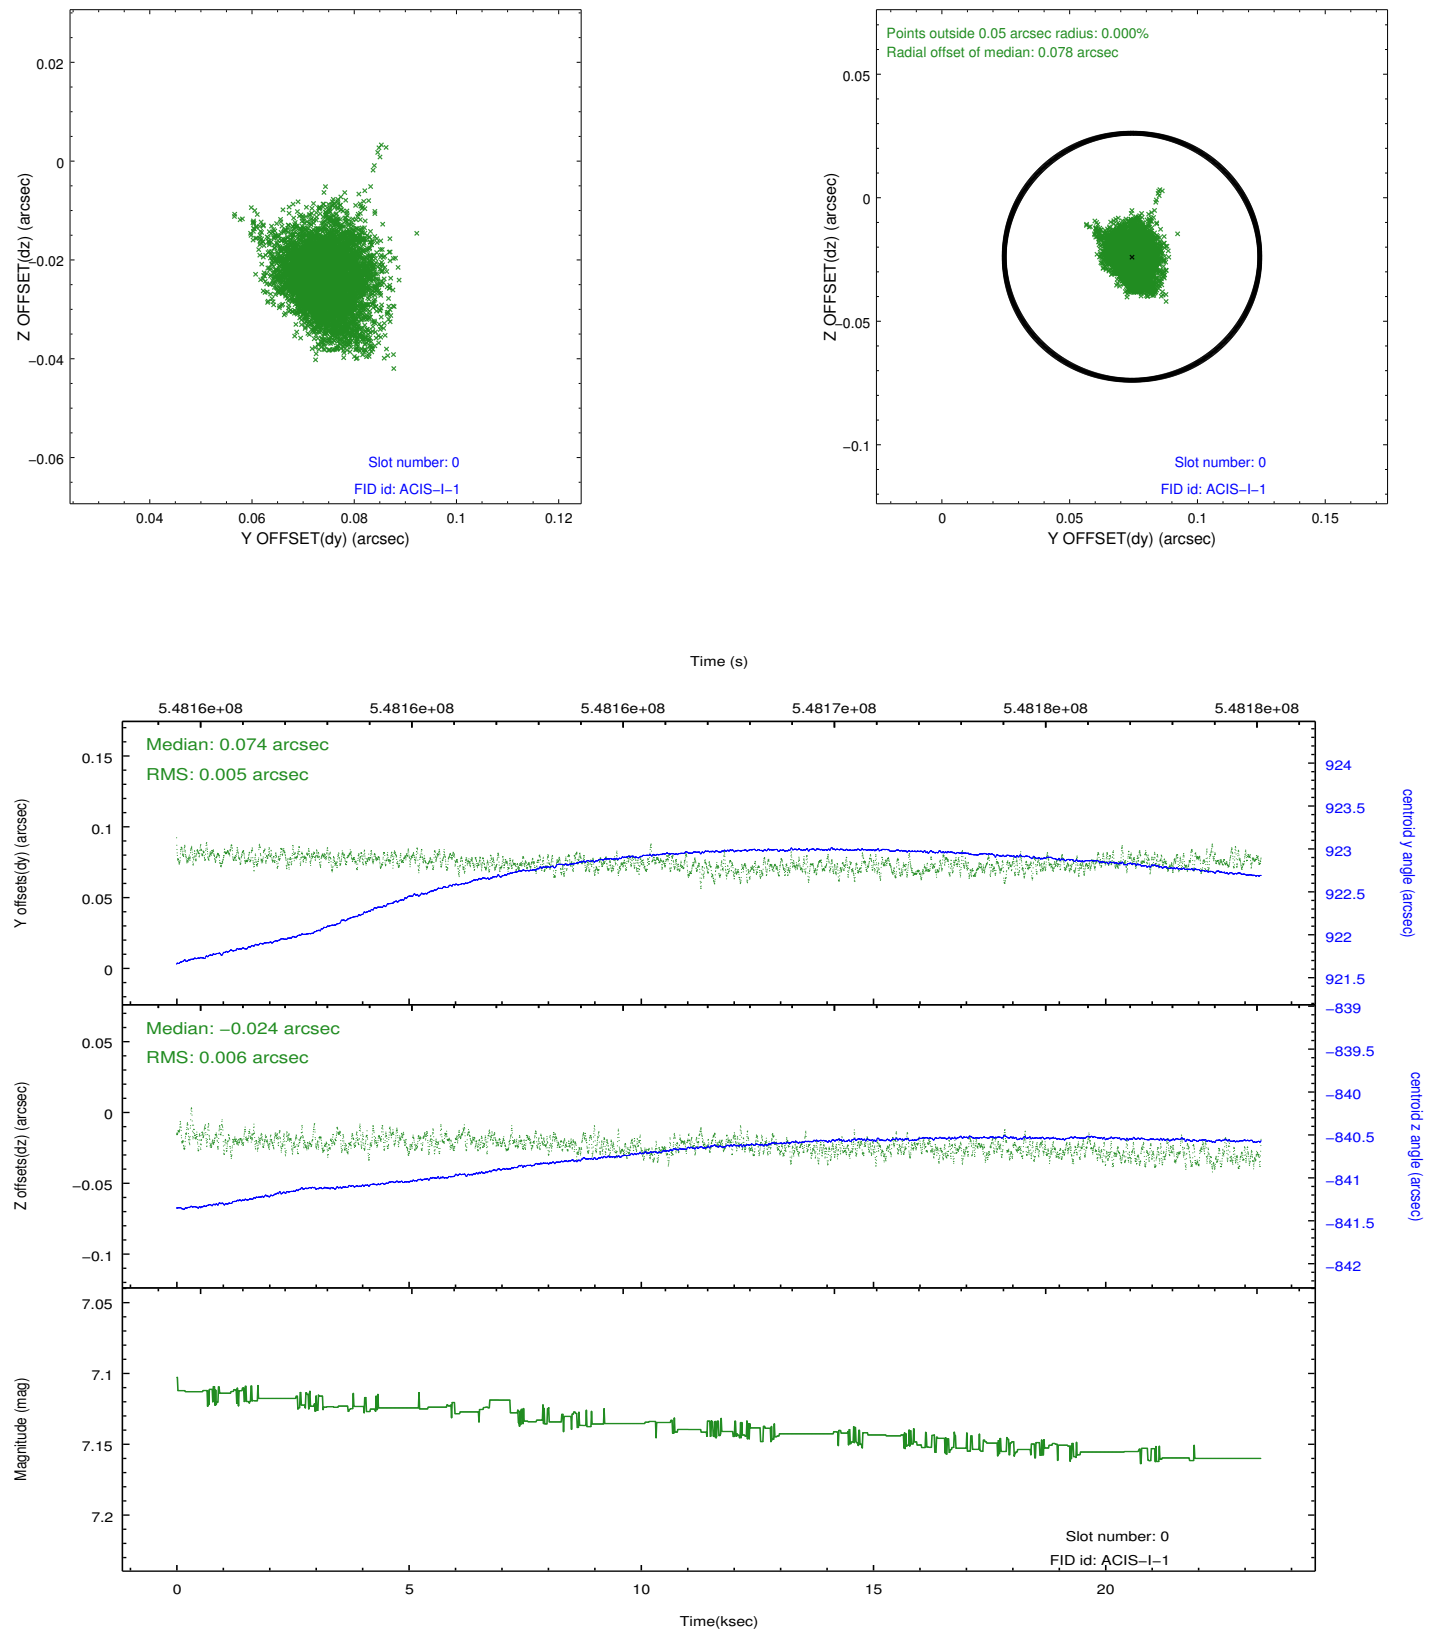 0.02
0
−0.02
−0.04
−0.06
Z OFFSET(dz) (arcsec)
Slot number: 0
FID id: ACIS−I−1
0.04
0.06
0.08
0.1
0.12
Y OFFSET(dy) (arcsec)
Points outside 0.05 arcsec radius: 0.000%
Radial offset of median: 0.078 arcsec
0.05
0
−0.05
−0.1
Z OFFSET(dz) (arcsec)
Slot number: 0
FID id: ACIS−I−1
0
0.05
0.1
0.15
Y OFFSET(dy) (arcsec)
Time (s)
5.4816e+08
5.4816e+08
5.4816e+08
5.4817e+08
5.4818e+08
5.4818e+08
Median: 0.074 arcsec
RMS: 0.005 arcsec
0.15
0.1
0.05
0
Y offsets(dy) (arcsec)
924
923.5
923
922.5
922
921.5
centroid y angle (arcsec)
Median: −0.024 arcsec
RMS: 0.006 arcsec
0.05
0
−0.05
−0.1
Z offsets(dz) (arcsec)
−839
−839.5
−840
−840.5
−841
−841.5
−842
centroid z angle (arcsec)
7.05
7.1
7.15
7.2
Magnitude (mag)
Slot number: 0
FID id: ACIS−I−1
0
5
10
15
20
Time(ksec)